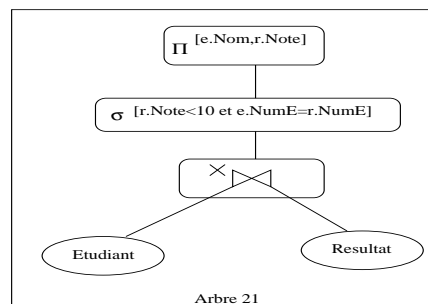 Π [e.Nom,r.Note]
σ [r.Note<10 et e.NumE=r.NumE]
×
Etudiant
Resultat
Arbre 21